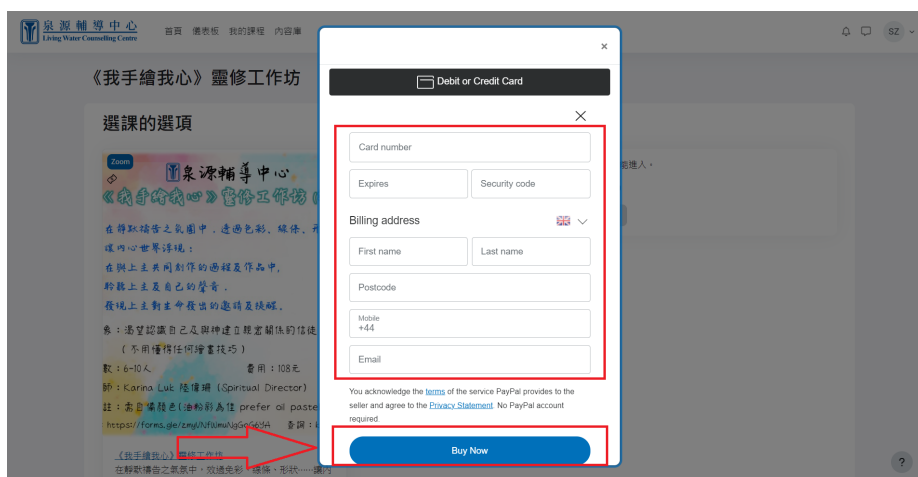 泉源輔導中心
Living Water Counselling Centre
首頁 儀表板 我的課程 內容庫
SZ
《我手繪我心》靈修工作坊
選課的選項
Zoom
泉源輔導中心
《我手繪我心》靈修工作坊
在靜默禱告之氛圍中，透過色彩、線條、
讓內心世界浮現；
在與上主共同創作的過程及作品中，
聆聽上主及自己的聲音，
發現上主對生命發出的邀請及提醒。
象：渴望認識自己及與神建立親密關係的信徒
（不用懂得任何繪畫技巧）
數：6-10人 費用：108元
師：Karina Luk 陸偉珊 (Spiritual Director)
註：需自備顏色(油粉彩為佳 prefer oil paste
查詢：
《我手繪我心》靈修工作坊
在靜默禱告之氛氛中，效過免彩、線條、形狀……讓內
能進入。
×
Debit or Credit Card
Card number
Expires Security code
Billing address
First name Last name
Postcode
Mobile
+44
Email
You acknowledge the terms of the service PayPal provides to the
seller and agree to the Privacy Statement. No PayPal account
required.
Buy Now
?